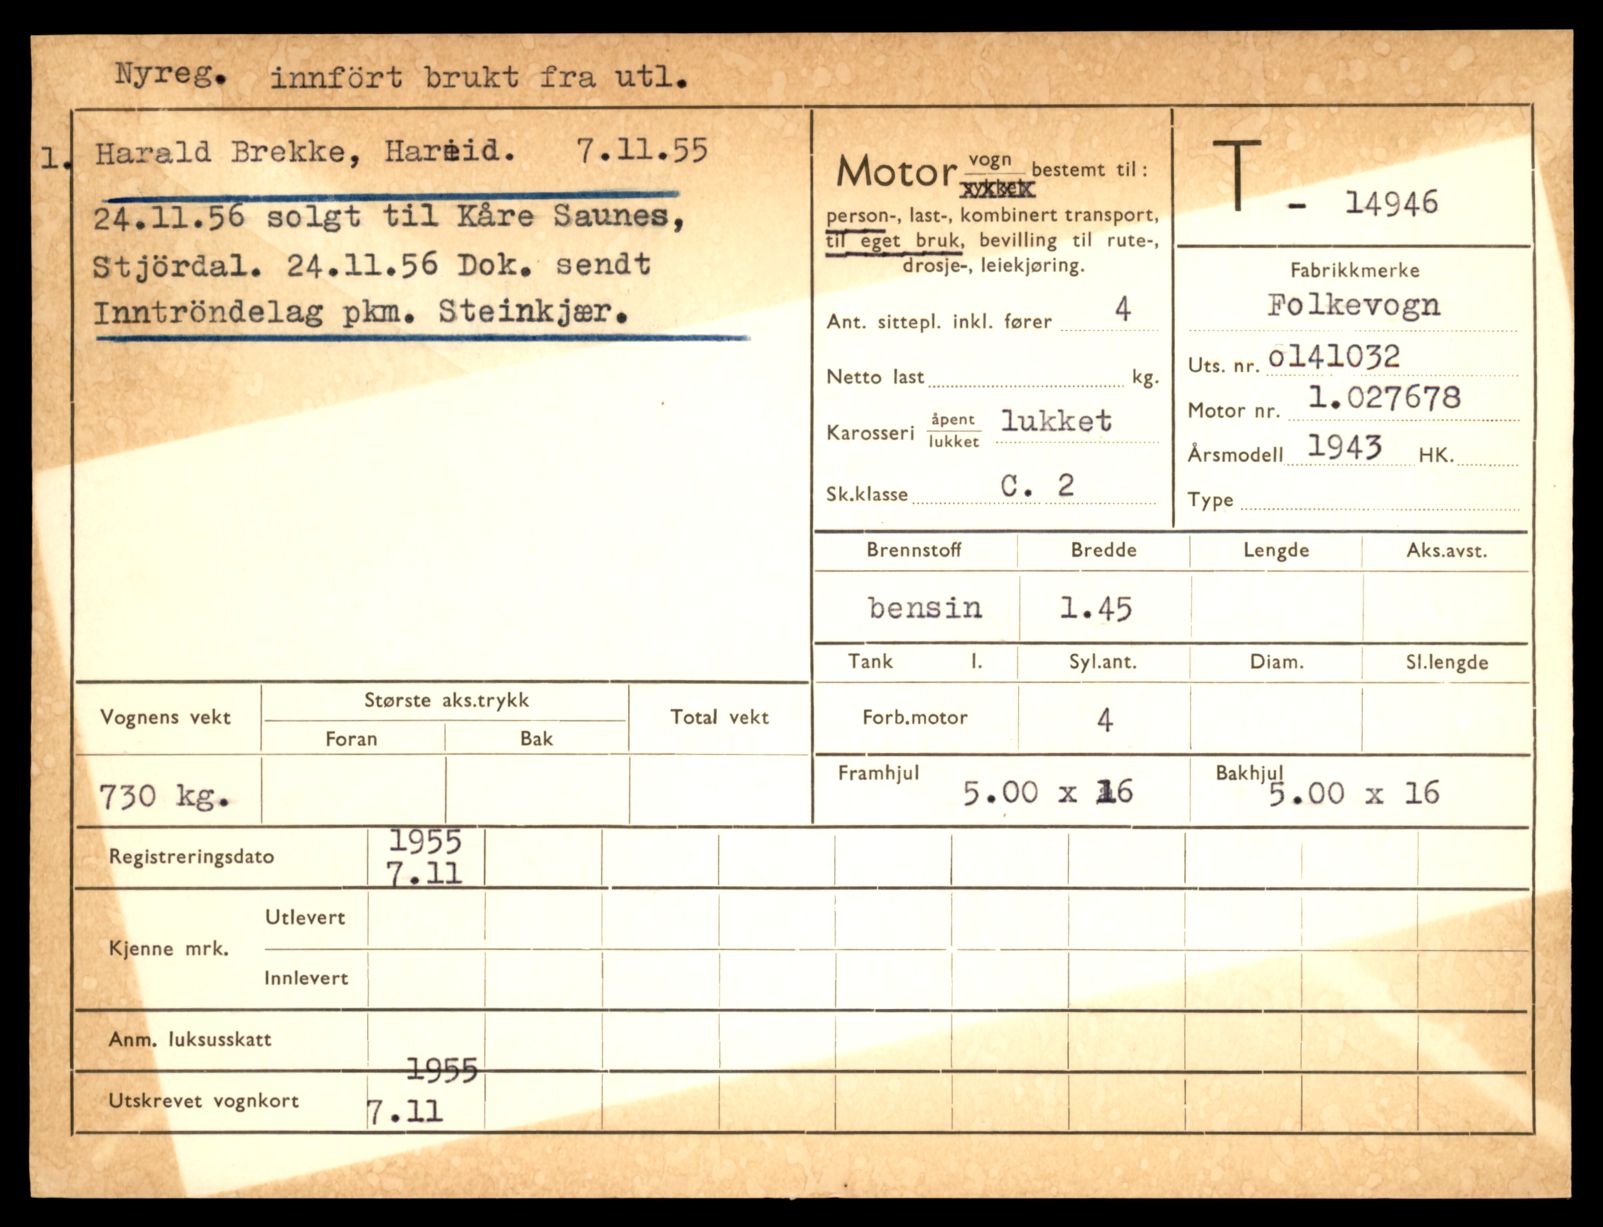 Nyreg. innfört brukt fra utl.
1. Harald Brekke, Hareid. 7.11.55
24.11.56 solgt til Kåre Saunes,
Stjördal. 24.11.56 Dok. sendt
Inntröndelag pkm. Steinkjær.
Motor vogn bestemt til:
sykkel
person-, last-, kombinert transport,
til eget bruk, bevilling til rute-,
drosje-, leiekjøring.
Ant. sittepl. inkl. fører 4
Netto last kg.
Karosseri åpent lukket
lukket
Sk.klasse C. 2
T - 14946
Fabrikkmerke
Folkevogn
Uts. nr. o141032
Motor nr. 1.027678
Årsmodell 1943 HK.
Type
Brennstoff Bredde Lengde Aks.avst.
bensin 1.45
Tank l. Syl.ant. Diam. Sl.lengde
Forb.motor 4
Framhjul 5.00 x 16 Bakhjul 5.00 x 16
Vognens vekt Største aks.trykk Total vekt
Foran Bak
730 kg.
Registreringsdato 1955
7.11
Kjenne mrk. Utlevert
Innlevert
Anm. luksusskatt
1955
Utskrevet vognkort 7.11